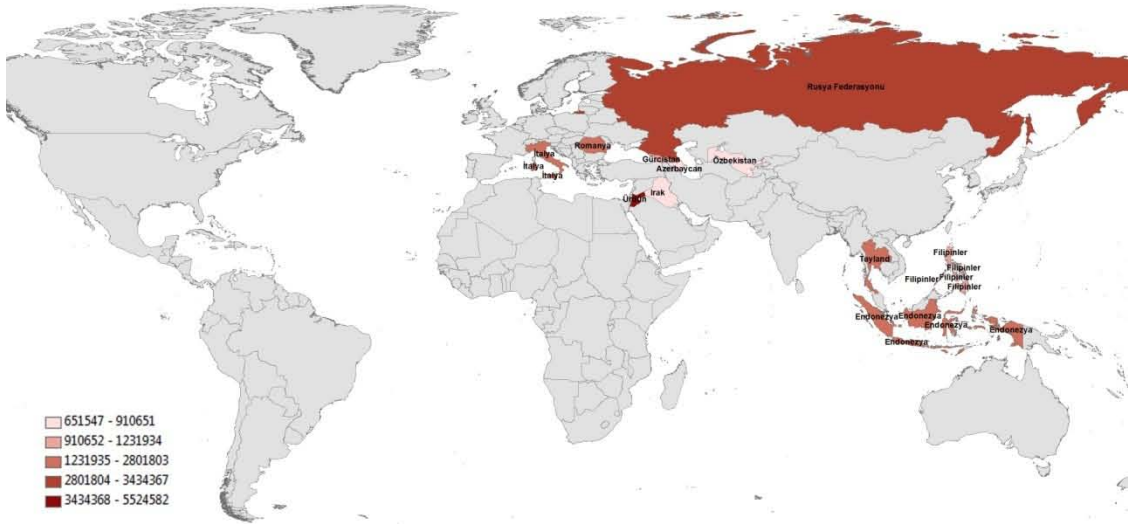 Rusya Federasyonu
Romanya
İtalya
İtalya
İtalya
Gürcistan
Azerbaycan
Özbekistan
Irak
Ürdün
Filipinler
Tayland
Filipinler
Filipinler
Filipinler
Filipinler
Endonezya
Endonezya
Endonezya
Endonezya
Endonezya
651547 - 910651
910652 - 1231934
1231935 - 2801803
2801804 - 3434367
3434368 - 5524582